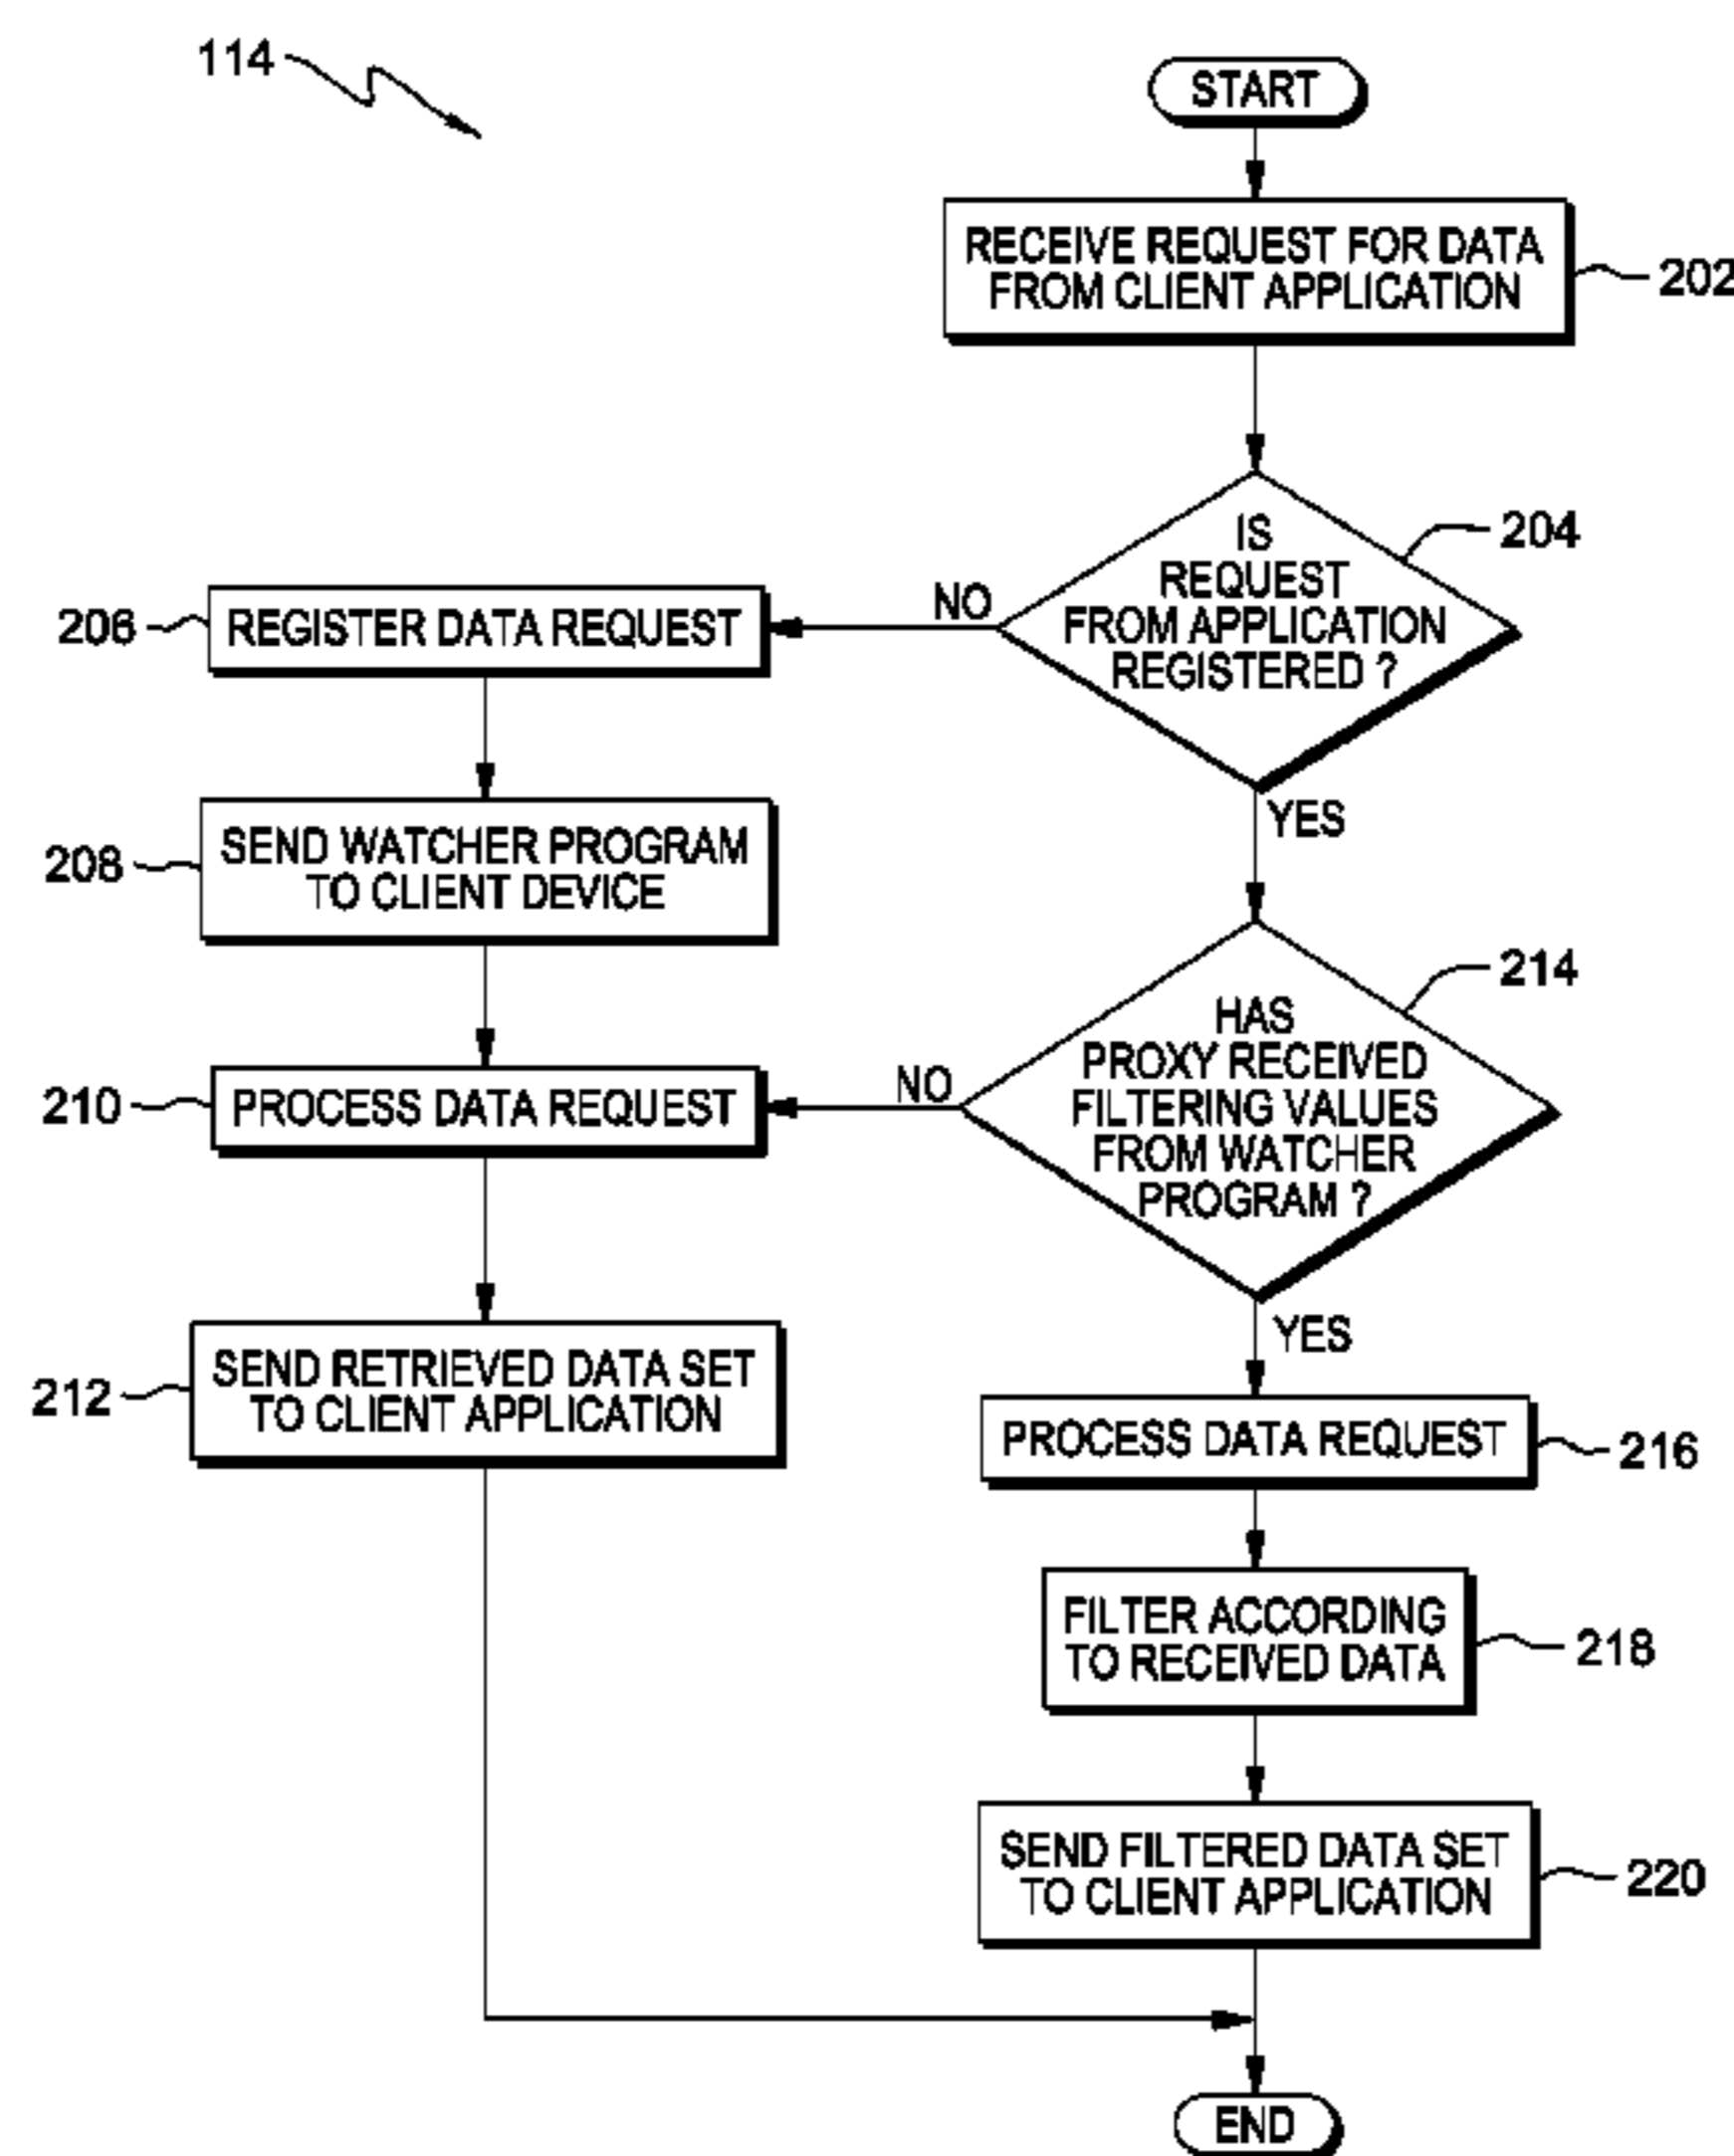 114
START
RECEIVE REQUEST FOR DATA
FROM CLIENT APPLICATION
202
IS
REQUEST
FROM APPLICATION
REGISTERED ?
204
NO
YES
206
REGISTER DATA REQUEST
208
SEND WATCHER PROGRAM
TO CLIENT DEVICE
210
PROCESS DATA REQUEST
212
SEND RETRIEVED DATA SET
TO CLIENT APPLICATION
HAS
PROXY RECEIVED
FILTERING VALUES
FROM WATCHER
PROGRAM ?
214
NO
YES
PROCESS DATA REQUEST
216
FILTER ACCORDING
TO RECEIVED DATA
218
SEND FILTERED DATA SET
TO CLIENT APPLICATION
220
END